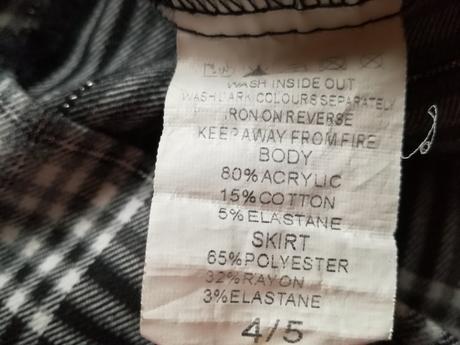 WASH INSIDE OUT
WASH DARK COLOURS SEPARATELY
IRON ON REVERSE
KEEP AWAY FROM FIRE
BODY
80% ACRYLIC
15% COTTON
5% ELASTANE
SKIRT
65% POLYESTER
32% RAYON
3% ELASTANE
4/5